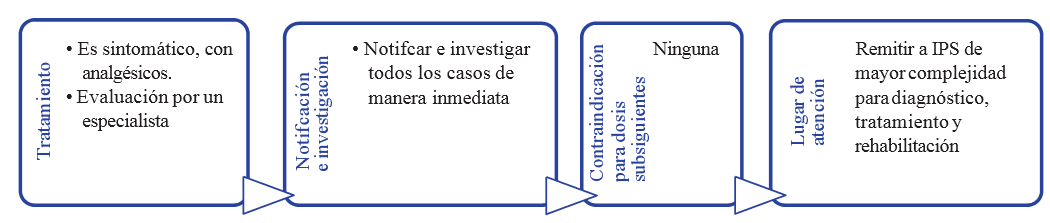 Tratamiento
• Es sintomático, con
analgésicos.
• Evaluación por un
especialista
Notifcación
e investigación
• Notifcar e investigar
todos los casos de
manera inmediata
Contraindicación
para dosis
subsiguientes
Ninguna
Lugar de
atención
Remitir a IPS de
mayor complejidad
para diagnóstico,
tratamiento y
rehabilitación